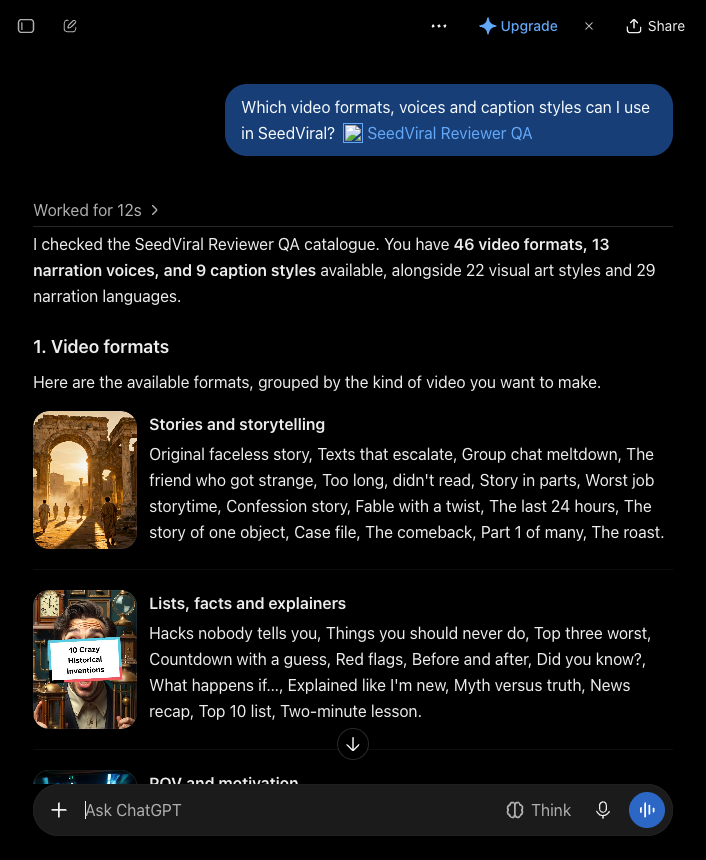 Upgrade
Share
Which video formats, voices and caption styles can I use
in SeedViral? SeedViral Reviewer QA
Worked for 12s
I checked the SeedViral Reviewer QA catalogue. You have 46 video formats, 13
narration voices, and 9 caption styles available, alongside 22 visual art styles and 29
narration languages.
1. Video formats
Here are the available formats, grouped by the kind of video you want to make.
Stories and storytelling
Original faceless story, Texts that escalate, Group chat meltdown, The
friend who got strange, Too long, didn't read, Story in parts, Worst job
storytime, Confession story, Fable with a twist, The last 24 hours, The
story of one object, Case file, The comeback, Part 1 of many, The roast.
10 Crazy
Historical
Inventions
Lists, facts and explainers
Hacks nobody tells you, Things you should never do, Top three worst,
Countdown with a guess, Red flags, Before and after, Did you know?,
What happens if..., Explained like I'm new, Myth versus truth, News
recap, Top 10 list, Two-minute lesson.
POV and motivation
Ask ChatGPT
Think